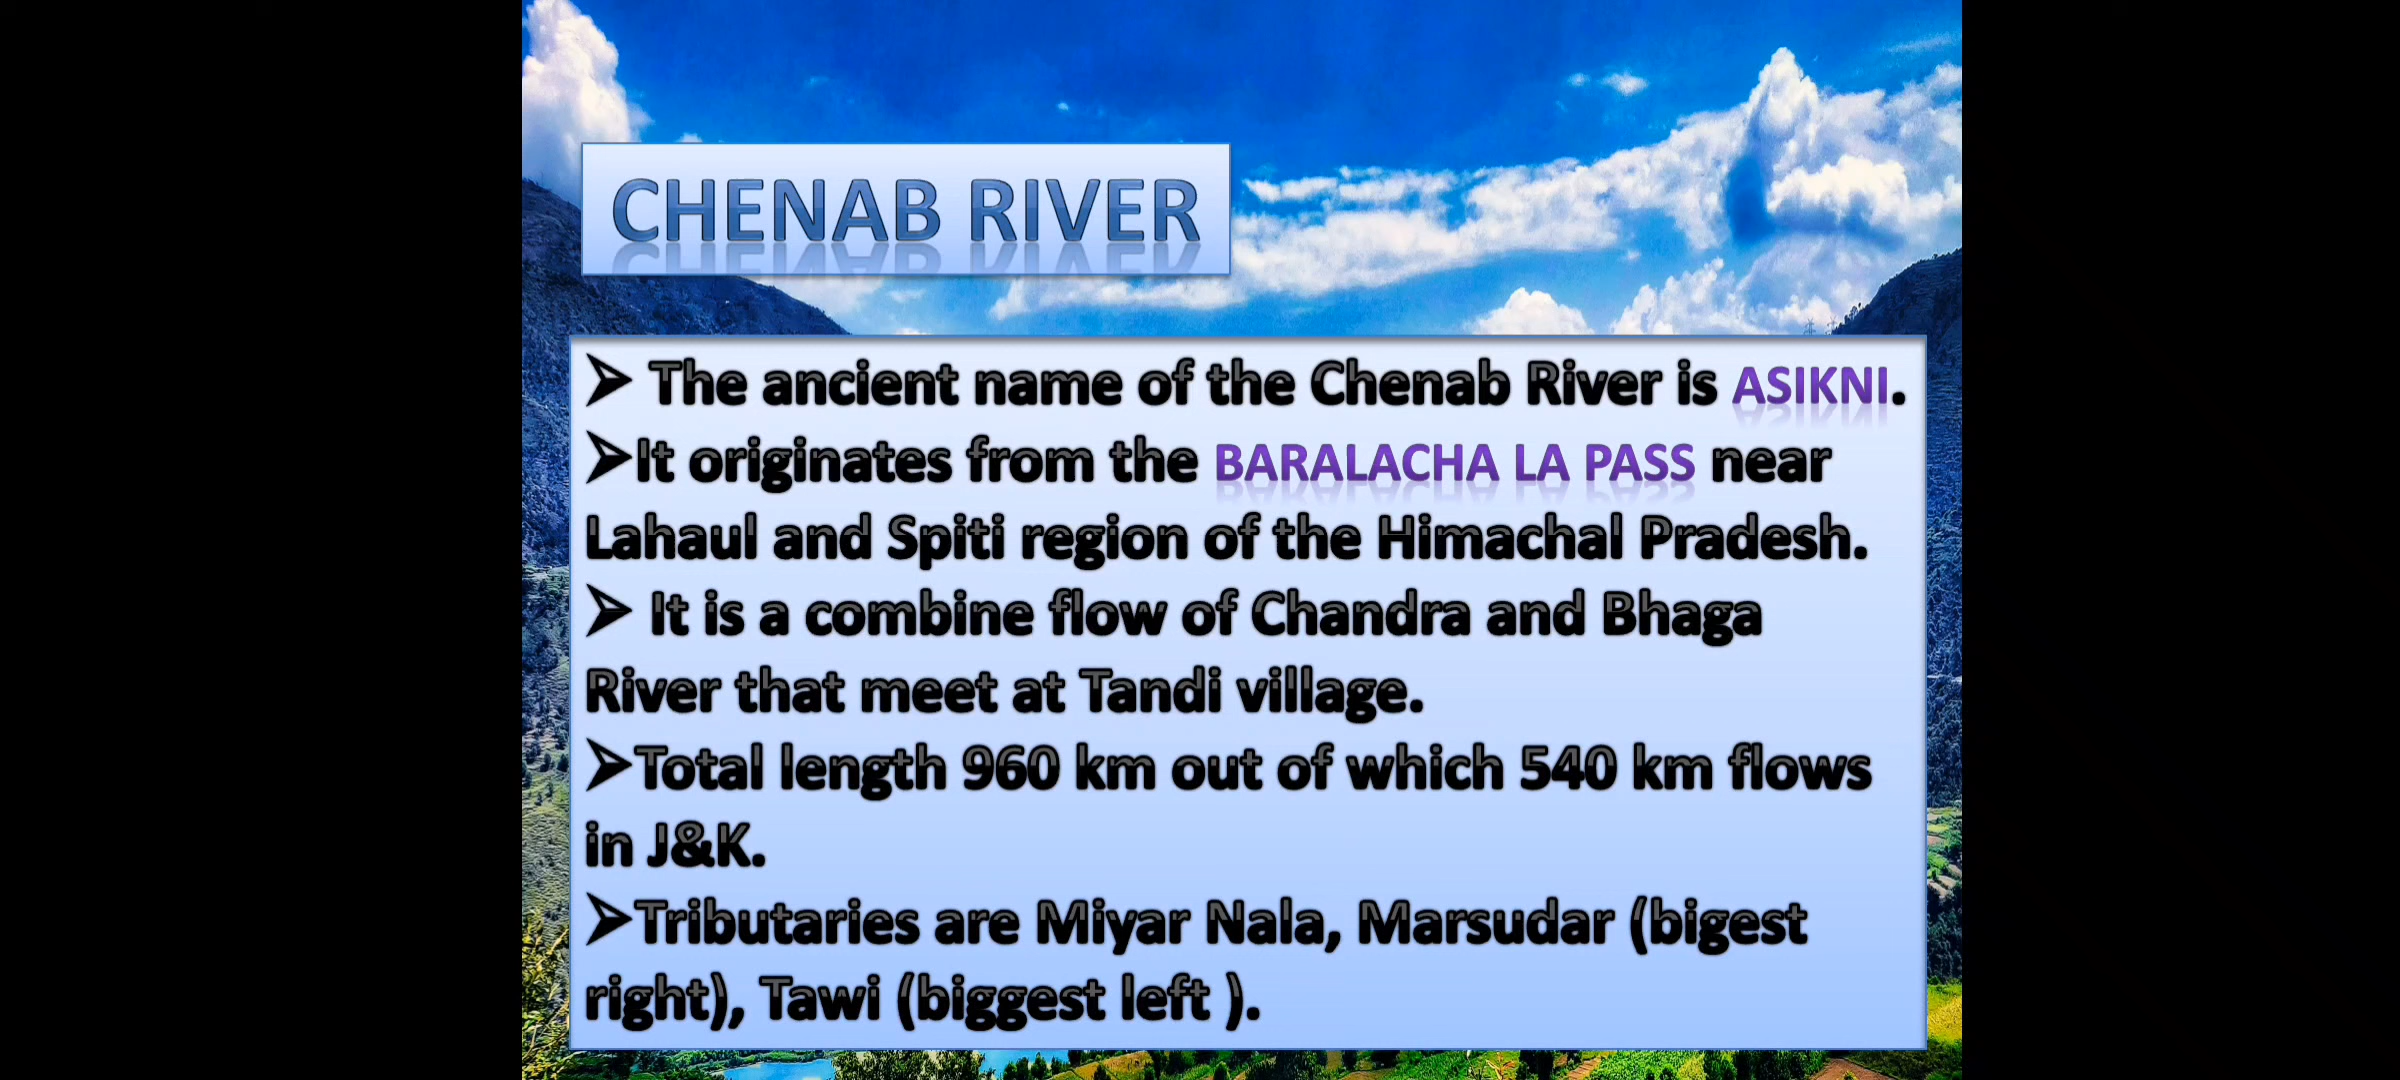 CHENAB RIVER
➢ The ancient name of the Chenab River is ASIKNI.
➢It originates from the BARALACHA LA PASS near
Lahaul and Spiti region of the Himachal Pradesh.
➢ It is a combine flow of Chandra and Bhaga
River that meet at Tandi village.
➢Total length 960 km out of which 540 km flows
in J&K.
➢Tributaries are Miyar Nala, Marsudar (bigest
right), Tawi (biggest left ).